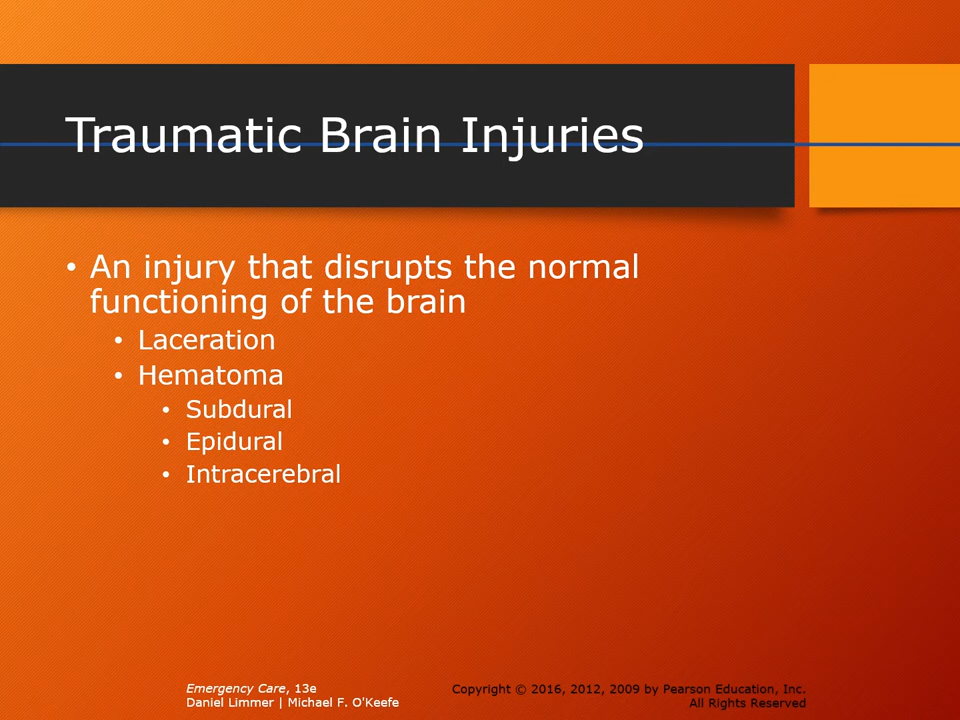 Traumatic Brain Injuries
• An injury that disrupts the normal
functioning of the brain
• Laceration
• Hematoma
• Subdural
• Epidural
• Intracerebral
Emergency Care, 13e
Daniel Limmer | Michael F. O'Keefe
Copyright © 2016, 2012, 2009 by Pearson Education, Inc.
All Rights Reserved